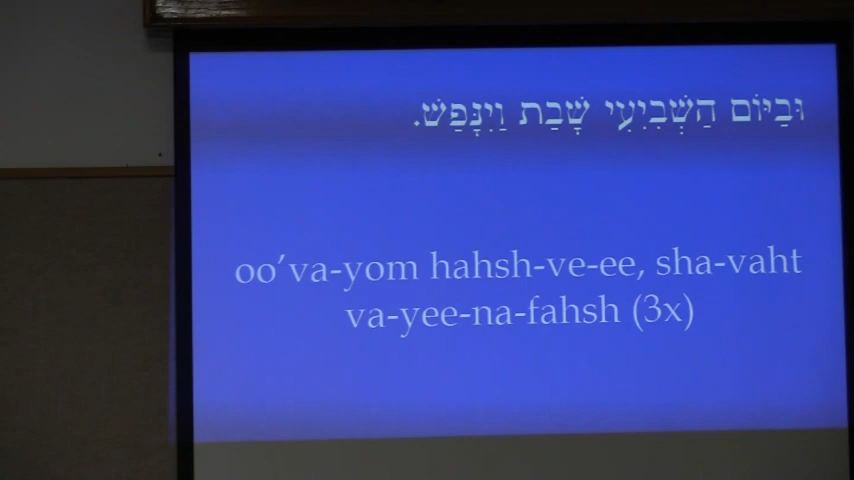 וּבַיּוֹם הַשְּׁבִיעִי שָׁבַת וַיִּנָּפַשׁ.
oo’va-yom hahsh-ve-ee, sha-vaht
va-yee-na-fahsh (3x)